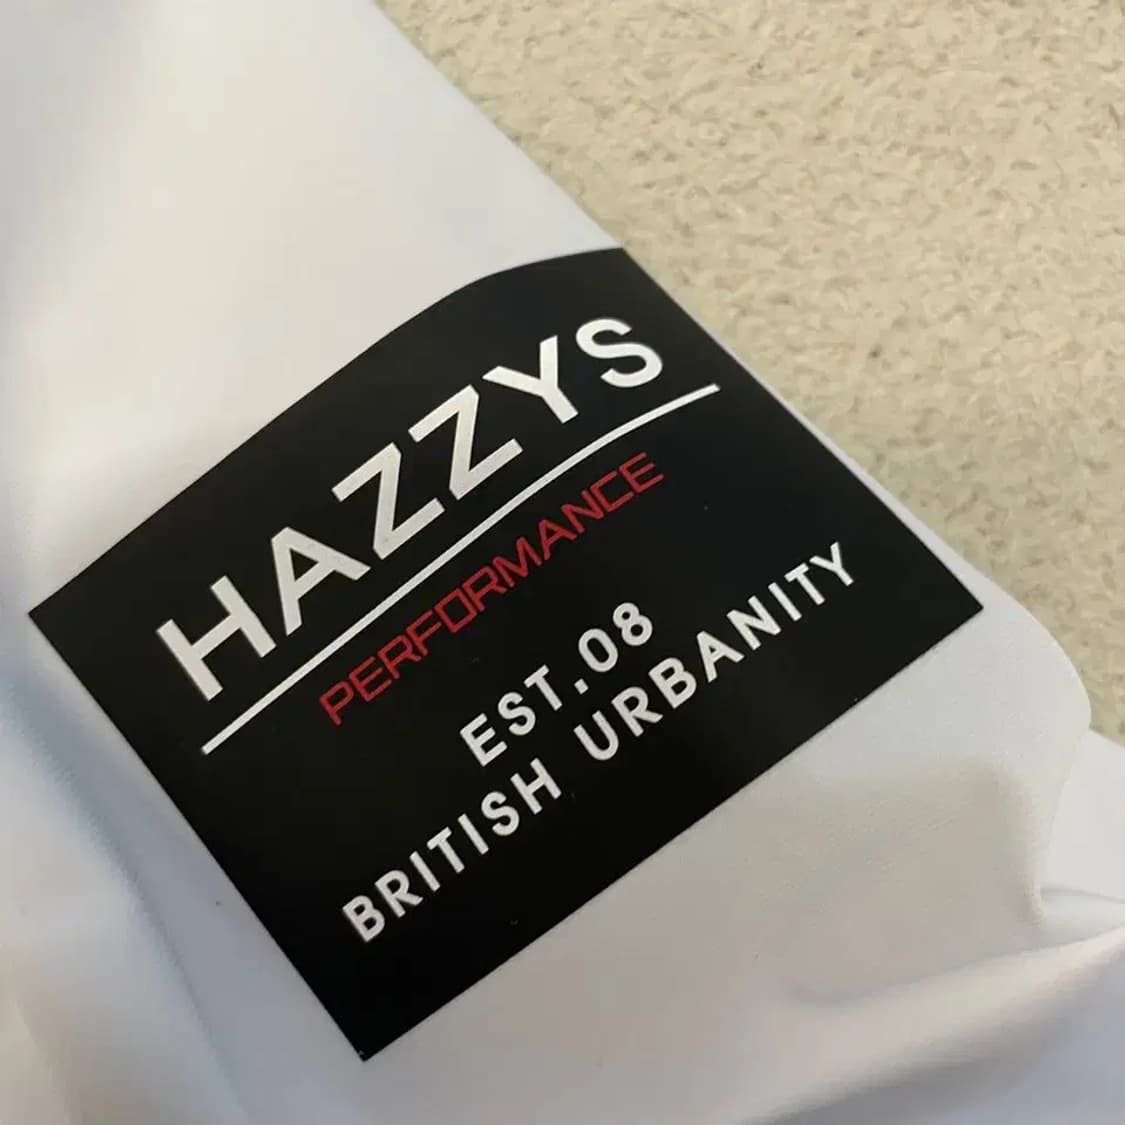 HAZZYS
PERFORMANCE
EST.08
BRITISH URBANITY